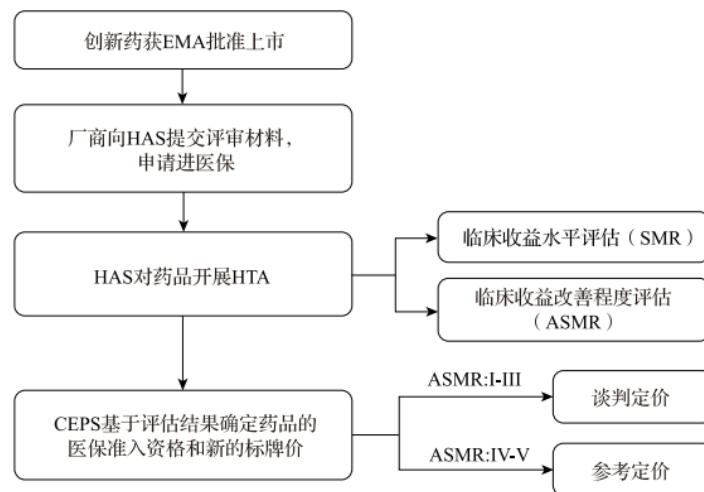 创新药获EMA批准上市
厂商向HAS提交评审材料，
申请进医保
HAS对药品开展HTA
临床收益水平评估（SMR）
临床收益改善程度评估
（ASMR）
CEPS基于评估结果确定药品的
医保准入资格和新的标牌价
ASMR:I-III
谈判定价
ASMR:IV-V
参考定价